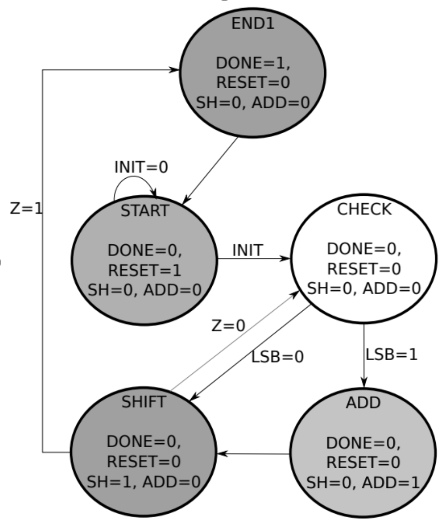 END1
DONE=1,
RESET=0
SH=0, ADD=0
INIT=0
Z=1
START
DONE=0,
RESET=1
SH=0, ADD=0
INIT
CHECK
DONE=0,
RESET=0
SH=0, ADD=0
Z=0
LSB=0
LSB=1
SHIFT
DONE=0,
RESET=0
SH=1, ADD=0
ADD
DONE=0,
RESET=0
SH=0, ADD=1